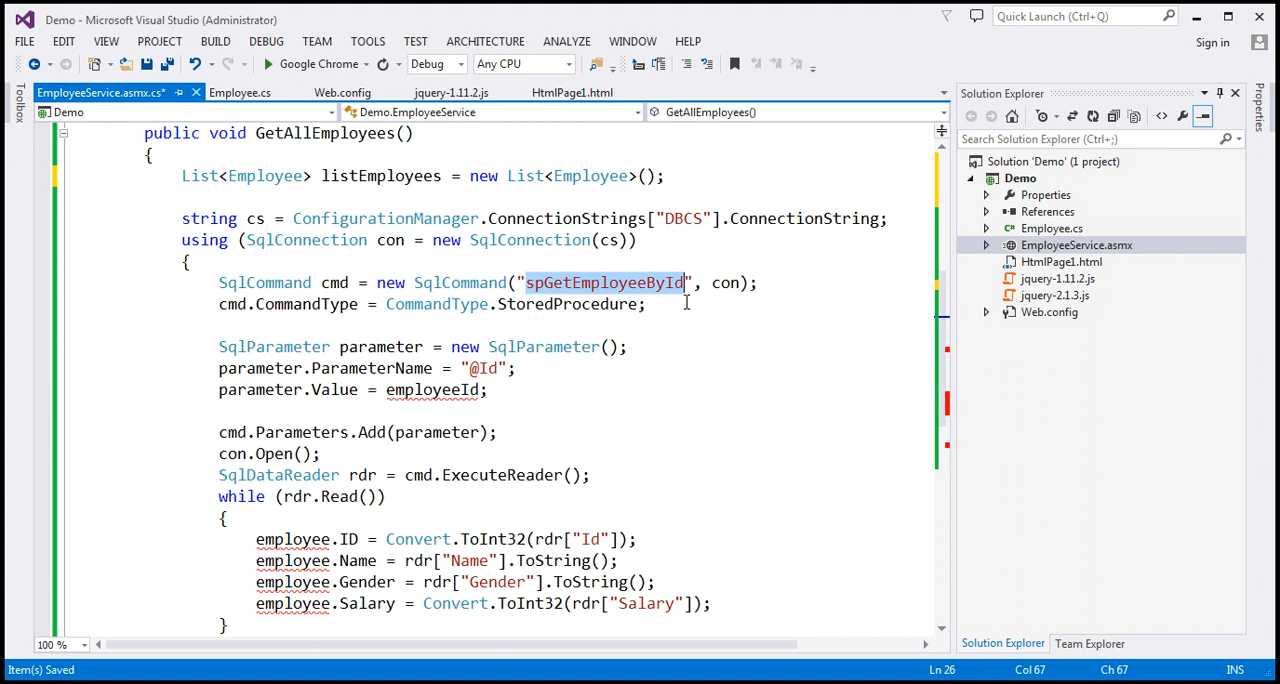 Demo - Microsoft Visual Studio (Administrator)
Quick Launch (Ctrl+Q)
FILE EDIT VIEW PROJECT BUILD DEBUG TEAM TOOLS TEST ARCHITECTURE ANALYZE WINDOW HELP
Sign in
Google Chrome Debug Any CPU
Toolbox
EmployeeService.asmx.cs* Employee.cs Web.config jquery-1.11.2.js HtmlPage1.html
Demo Demo.EmployeeService GetAllEmployees()
public void GetAllEmployees()
{
List<Employee> listEmployees = new List<Employee>();
string cs = ConfigurationManager.ConnectionStrings["DBCS"].ConnectionString;
using (SqlConnection con = new SqlConnection(cs))
{
SqlCommand cmd = new SqlCommand("spGetEmployeeById", con);
cmd.CommandType = CommandType.StoredProcedure;
SqlParameter parameter = new SqlParameter();
parameter.ParameterName = "@Id";
parameter.Value = employeeId;
cmd.Parameters.Add(parameter);
con.Open();
SqlDataReader rdr = cmd.ExecuteReader();
while (rdr.Read())
{
employee.ID = Convert.ToInt32(rdr["Id"]);
employee.Name = rdr["Name"].ToString();
employee.Gender = rdr["Gender"].ToString();
employee.Salary = Convert.ToInt32(rdr["Salary"]);
}
100 %
Solution Explorer
Search Solution Explorer (Ctrl+;)
Solution 'Demo' (1 project)
Demo
Properties
References
Employee.cs
EmployeeService.asmx
HtmlPage1.html
jquery-1.11.2.js
jquery-2.1.3.js
Web.config
Solution Explorer Team Explorer
Properties
Item(s) Saved Ln 26 Col 67 Ch 67 INS